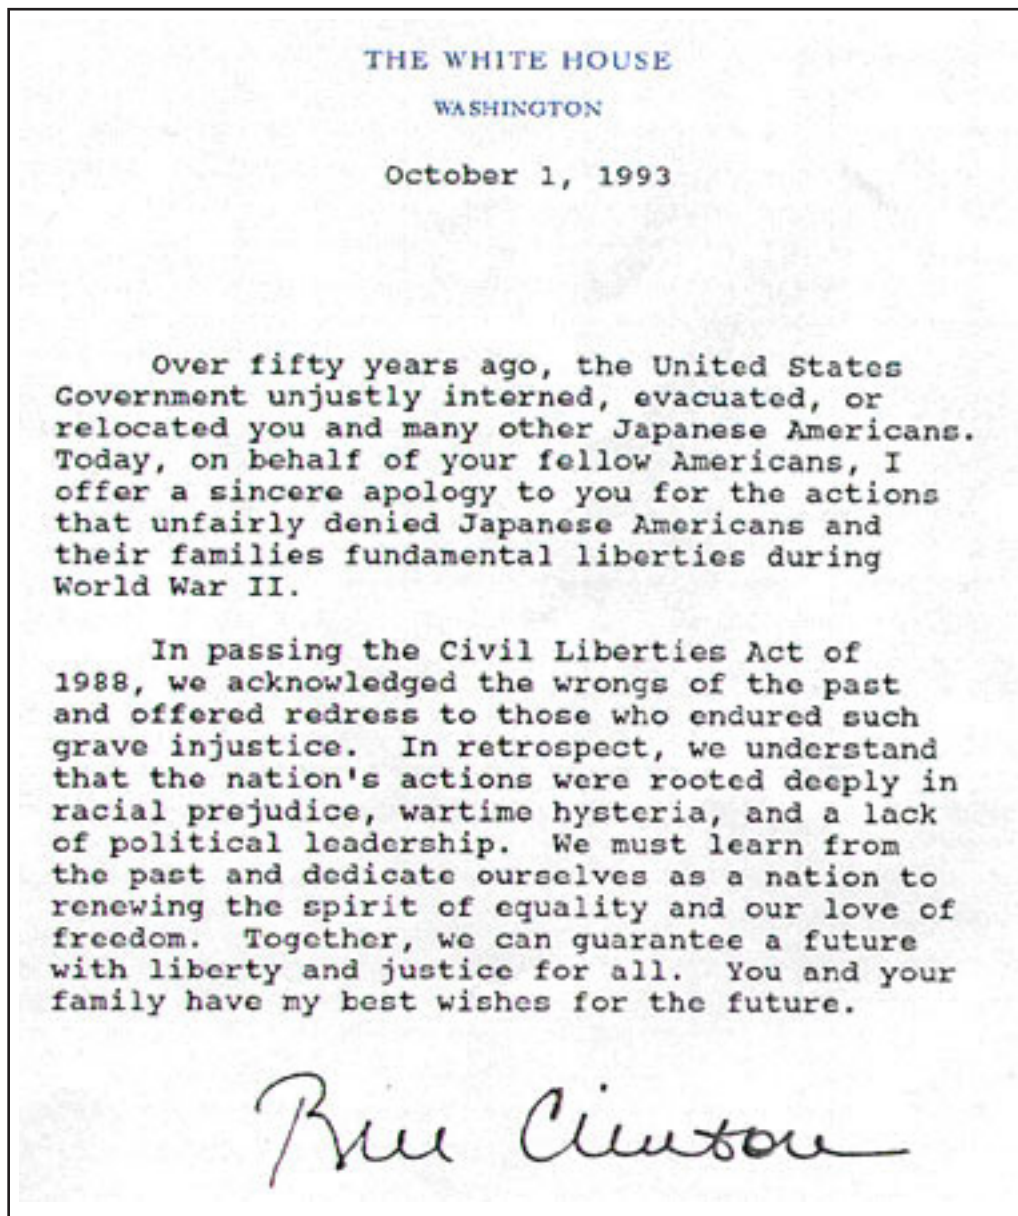 THE WHITE HOUSE
WASHINGTON
October 1, 1993
Over fifty years ago, the United States
Government unjustly interned, evacuated, or
relocated you and many other Japanese Americans.
Today, on behalf of your fellow Americans, I
offer a sincere apology to you for the actions
that unfairly denied Japanese Americans and
their families fundamental liberties during
World War II.
In passing the Civil Liberties Act of
1988, we acknowledged the wrongs of the past
and offered redress to those who endured such
grave injustice. In retrospect, we understand
that the nation's actions were rooted deeply in
racial prejudice, wartime hysteria, and a lack
of political leadership. We must learn from
the past and dedicate ourselves as a nation to
renewing the spirit of equality and our love of
freedom. Together, we can guarantee a future
with liberty and justice for all. You and your
family have my best wishes for the future.
Bill Clinton